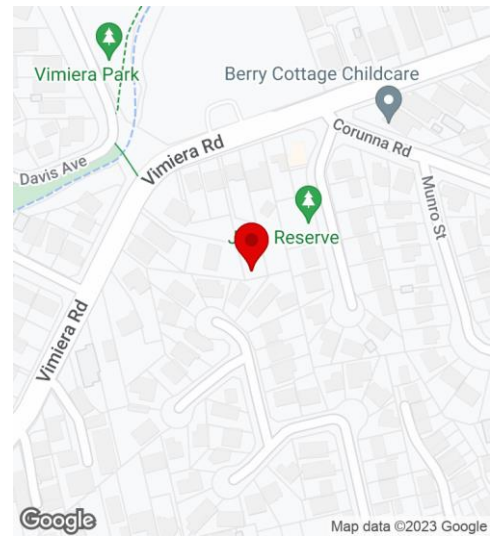 Vimiera Park
Berry Cottage Childcare
Vimiera Rd
Corunna Rd
Davis Ave
Munro St
Reserve
Vimiera Rd
Google
Map data ©2023 Google